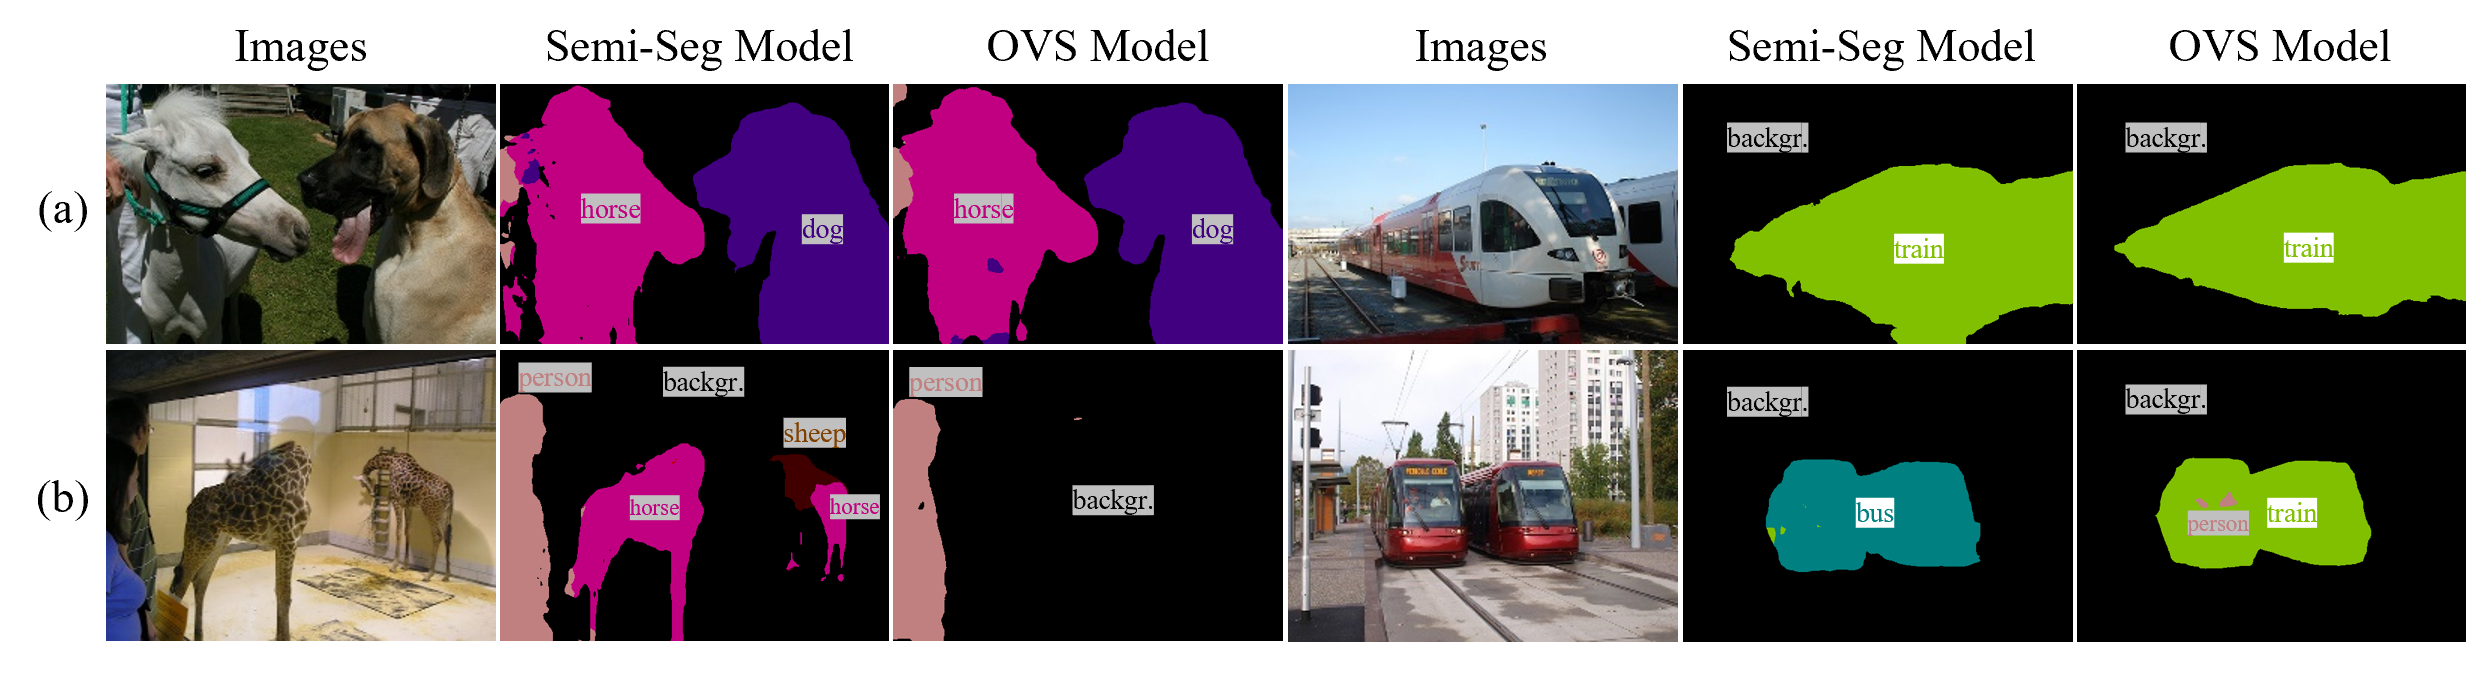 Images Semi-Seg Model OVS Model Images Semi-Seg Model OVS Model
(a)
horse
dog
horse
dog
backgr.
train
backgr.
train
(b)
person
backgr.
sheep
horse
horse
person
backgr.
backgr.
bus
backgr.
person
train